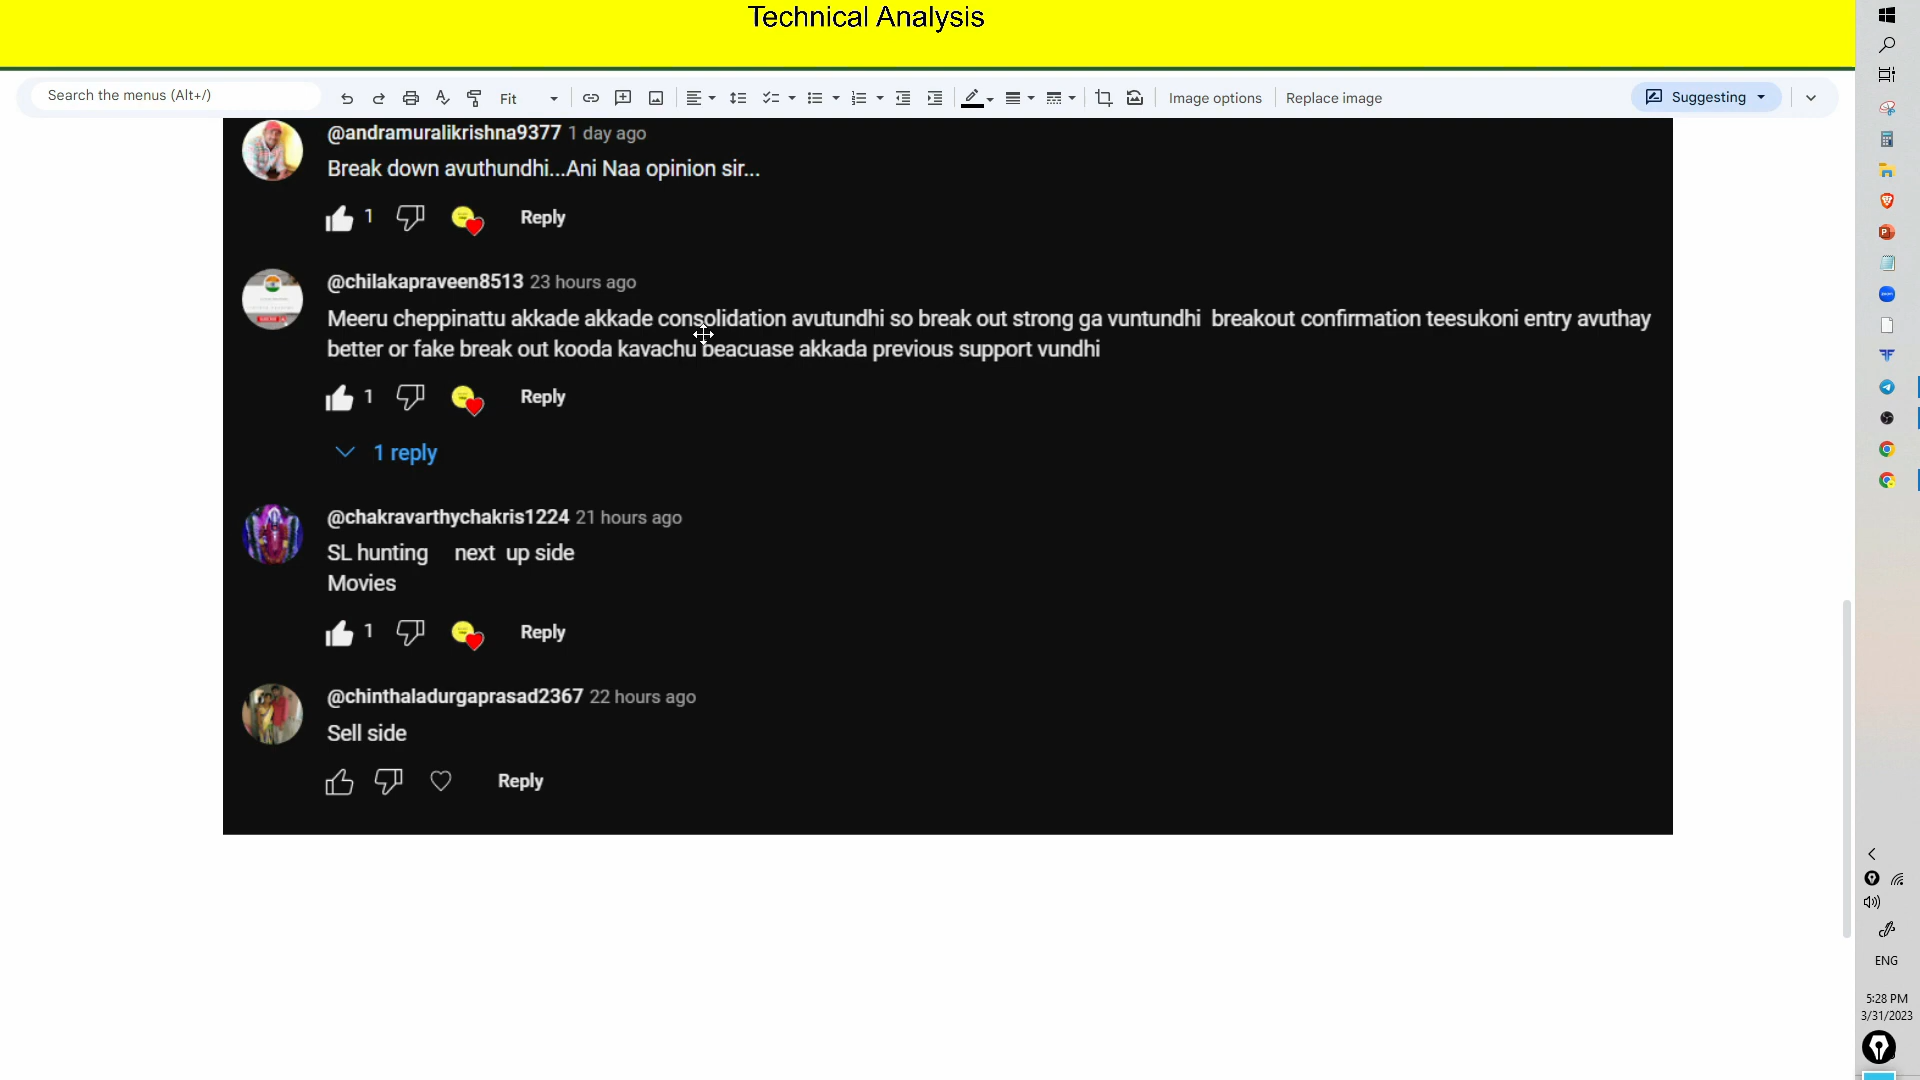 Technical Analysis
Search the menus (Alt+/)
Fit
Image options
Replace image
Suggesting
@andramuralikrishna9377 1 day ago
Break down avuthundhi...Ani Naa opinion sir...
1 Reply
@chilakapraveen8513 23 hours ago
Meeru cheppinattu akkade akkade consolidation avutundhi so break out strong ga vuntundhi breakout confirmation teesukoni entry avuthay
better or fake break out kooda kavachu beacuase akkada previous support vundhi
1 Reply
1 reply
@chakravarthychakris1224 21 hours ago
SL hunting next up side
Movies
1 Reply
@chinthaladurgaprasad2367 22 hours ago
Sell side
Reply
ENG
5:28 PM
3/31/2023